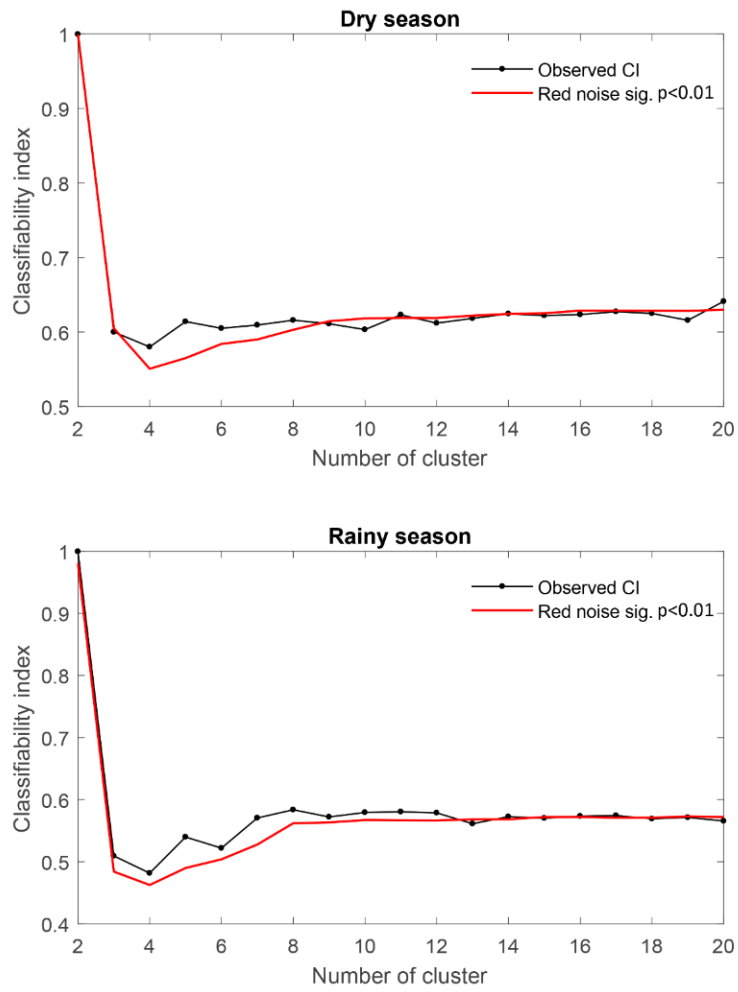 Dry season
1
0.9
0.8
0.7
0.6
0.5
Classifiability index
Observed CI
Red noise sig. p<0.01
2 4 6 8 10 12 14 16 18 20
Number of cluster
Rainy season
1
0.9
0.8
0.7
0.6
0.5
0.4
Classifiability index
Observed CI
Red noise sig. p<0.01
2 4 6 8 10 12 14 16 18 20
Number of cluster